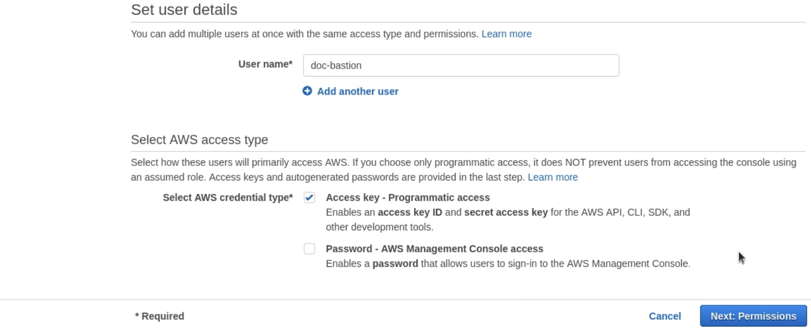 Set user details
You can add multiple users at once with the same access type and permissions. Learn more
User name* doc-bastion
Add another user
Select AWS access type
Select how these users will primarily access AWS. If you choose only programmatic access, it does NOT prevent users from accessing the console using
an assumed role. Access keys and autogenerated passwords are provided in the last step. Learn more
Select AWS credential type* Access key - Programmatic access
Enables an access key ID and secret access key for the AWS API, CLI, SDK, and
other development tools.
Password - AWS Management Console access
Enables a password that allows users to sign-in to the AWS Management Console.
* Required Cancel Next: Permissions